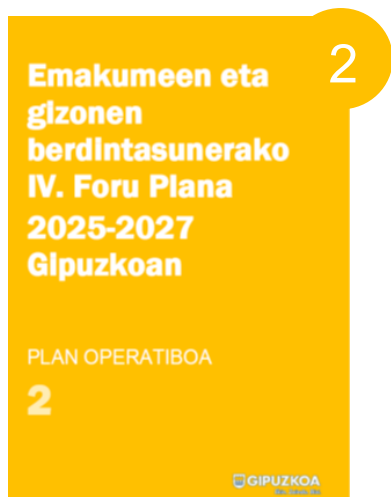 2
Emakumeen eta
gizonen
berdintasunerako
IV. Foru Plana
2025-2027
Gipuzkoan
PLAN OPERATIBOA
2
GIPUZKOA